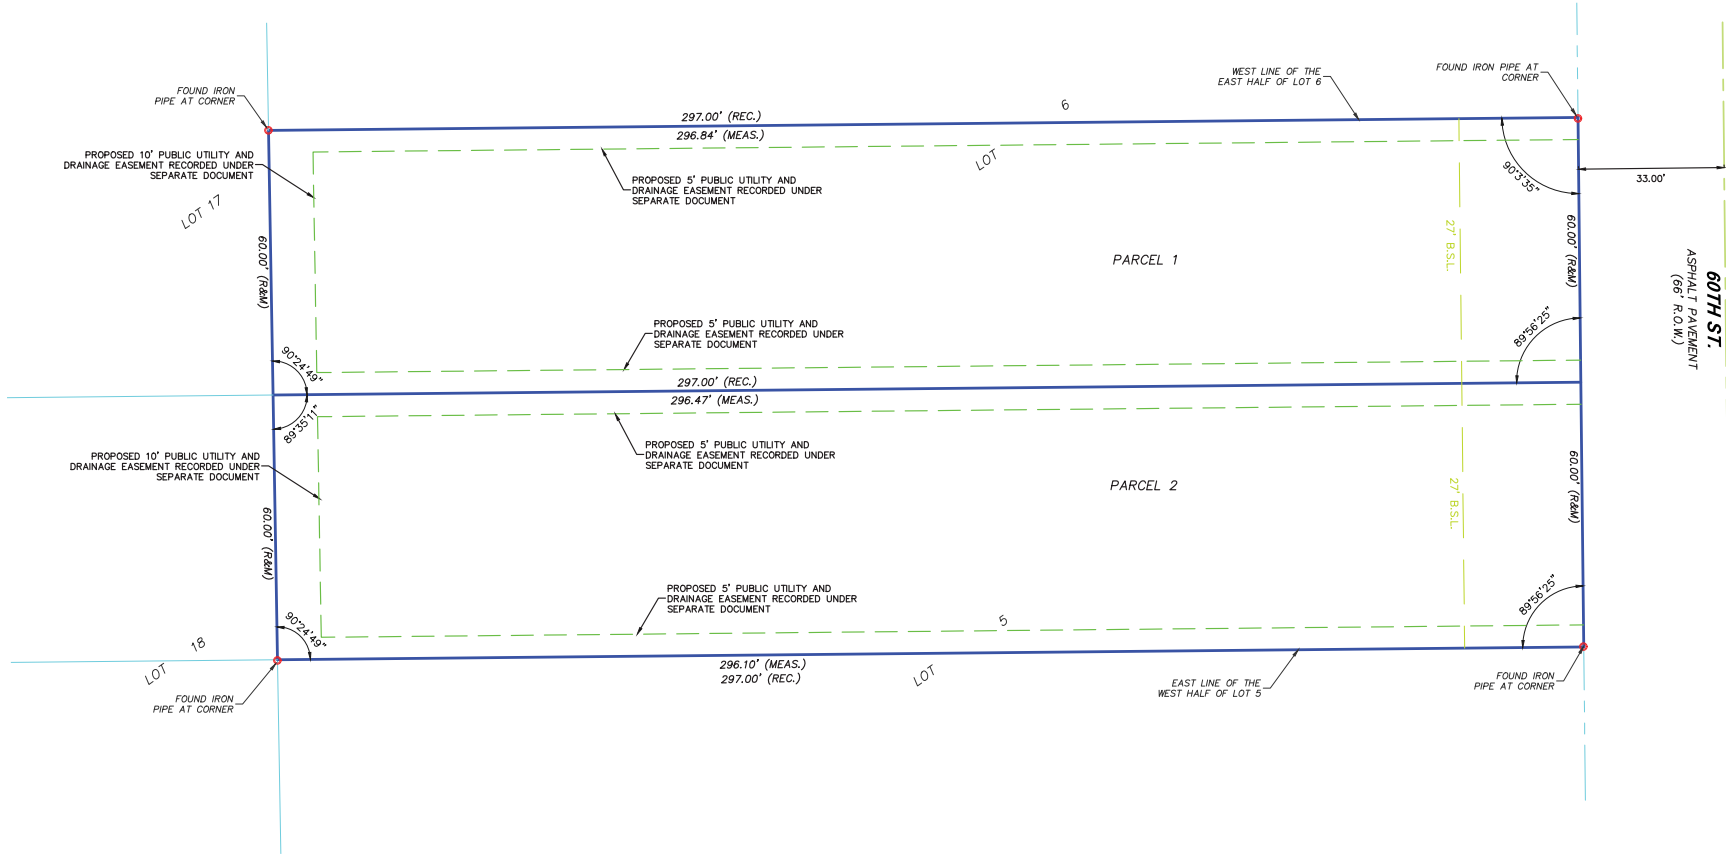 FOUND IRON
PIPE AT CORNER
297.00' (REC.)
296.84' (MEAS.)
6
LOT
WEST LINE OF THE
EAST HALF OF LOT 6
FOUND IRON PIPE AT
CORNER
PROPOSED 10' PUBLIC UTILITY AND
DRAINAGE EASEMENT RECORDED UNDER
SEPARATE DOCUMENT
PROPOSED 5' PUBLIC UTILITY AND
DRAINAGE EASEMENT RECORDED UNDER
SEPARATE DOCUMENT
90°3'35"
33.00'
LOT 17
60.00' (R&M)
PARCEL 1
27' B.S.L.
60.00' (R&M)
60TH ST.
ASPHALT PAVEMENT
(66' R.O.W.)
PROPOSED 5' PUBLIC UTILITY AND
DRAINAGE EASEMENT RECORDED UNDER
SEPARATE DOCUMENT
89°56'25"
90°24'49"
297.00' (REC.)
296.47' (MEAS.)
89°35'11"
PROPOSED 10' PUBLIC UTILITY AND
DRAINAGE EASEMENT RECORDED UNDER
SEPARATE DOCUMENT
PROPOSED 5' PUBLIC UTILITY AND
DRAINAGE EASEMENT RECORDED UNDER
SEPARATE DOCUMENT
PARCEL 2
27' B.S.L.
60.00' (R&M)
60.00' (R&M)
PROPOSED 5' PUBLIC UTILITY AND
DRAINAGE EASEMENT RECORDED UNDER
SEPARATE DOCUMENT
89°56'25"
90°24'49"
5
LOT
18
LOT
296.10' (MEAS.)
297.00' (REC.)
FOUND IRON
PIPE AT CORNER
EAST LINE OF THE
WEST HALF OF LOT 5
FOUND IRON
PIPE AT CORNER